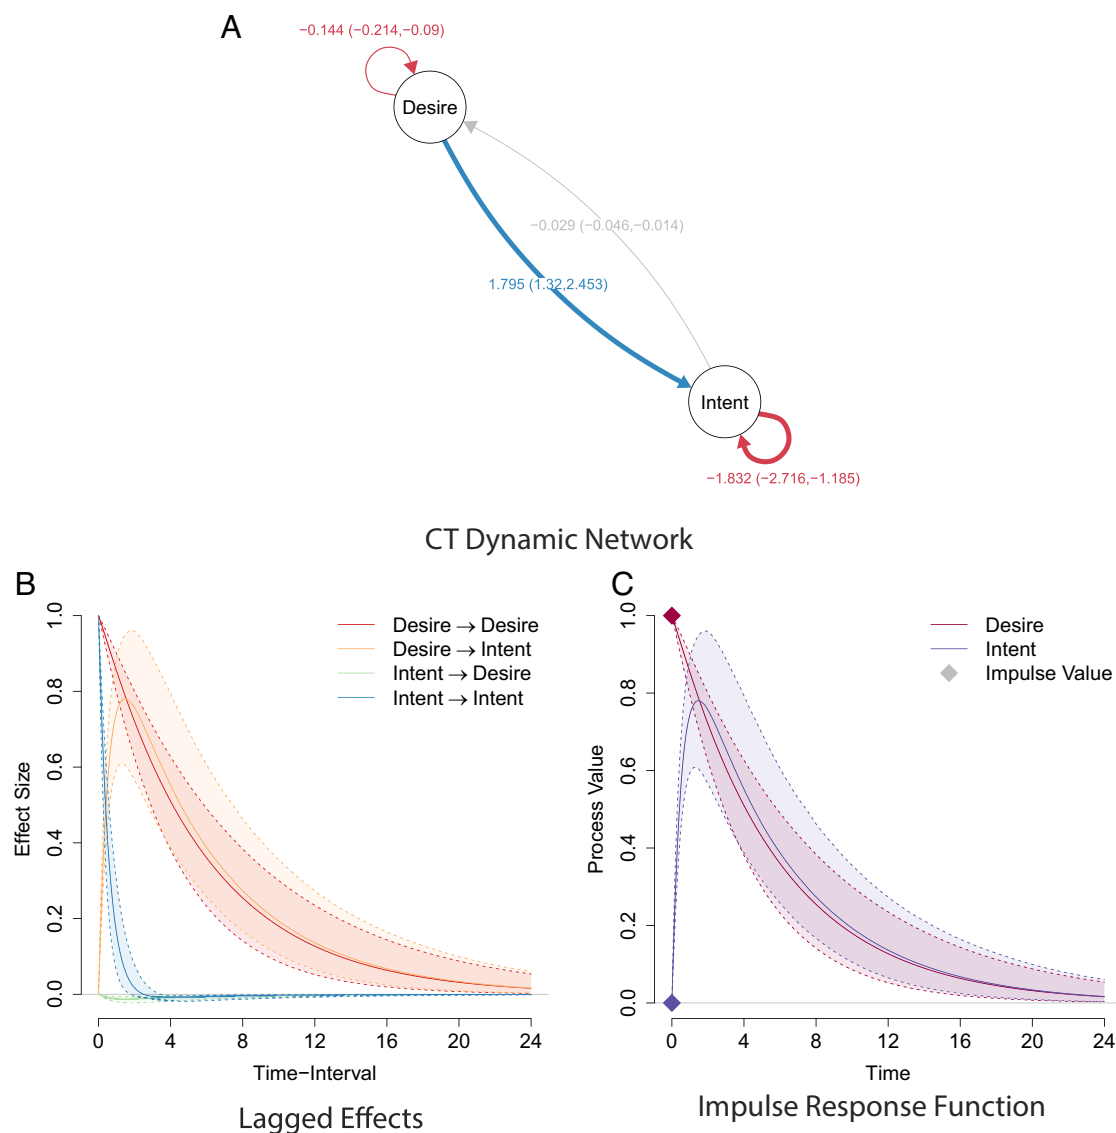 A
−0.144 (−0.214,−0.09)
Desire
−0.029 (−0.046,−0.014)
1.795 (1.32,2.453)
Intent
−1.832 (−2.716,−1.185)
CT Dynamic Network
B
Effect Size
0.0 0.2 0.4 0.6 0.8 1.0
Desire → Desire
Desire → Intent
Intent → Desire
Intent → Intent
0 4 8 12 16 20 24
Time−Interval
Lagged Effects
C
Process Value
0.0 0.2 0.4 0.6 0.8 1.0
Desire
Intent
Impulse Value
0 4 8 12 16 20 24
Time
Impulse Response Function